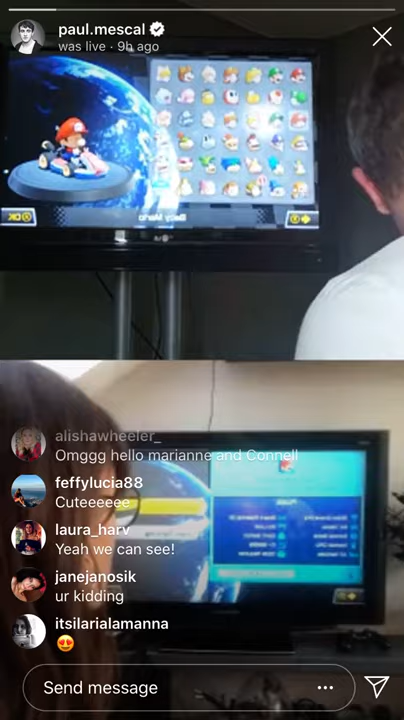 paul.mescal
was live · 9h ago
Baby Mario
OK
alishawheeler_
Omggg hello marianne and Connell
feffylucia88
Cuteeeeee
laura_harv
Yeah we can see!
janejanosik
ur kidding
itsilarialamanna
😍
Send message